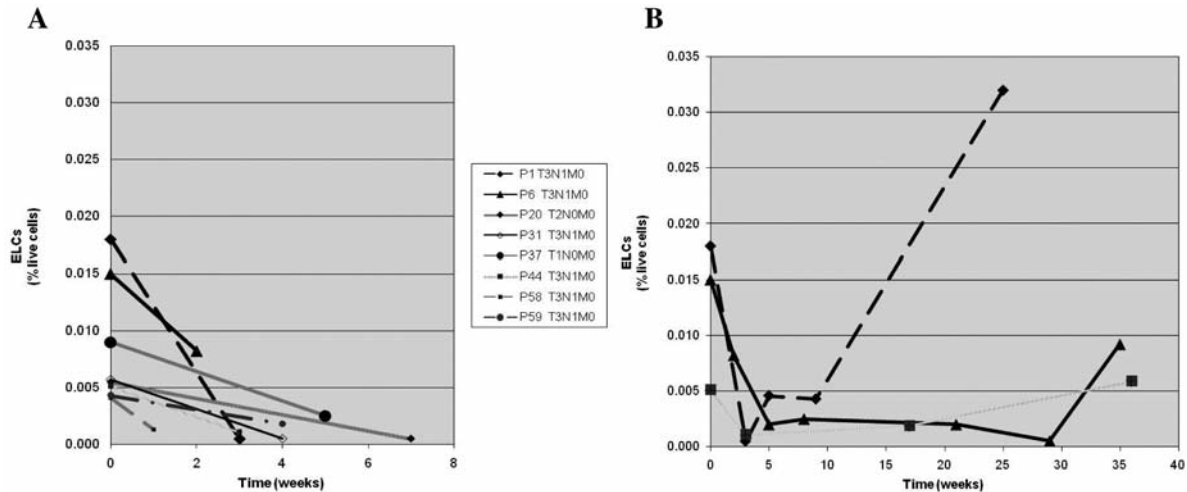 A
0.035
0.030
0.025
0.020
0.015
0.010
0.005
0.000
ELCs
(% live cells)
0 2 4 6 8
Time (weeks)
P1 T3N1M0
P6 T3N1M0
P20 T2N0M0
P31 T3N1M0
P37 T1N0M0
P44 T3N1M0
P58 T3N1M0
P59 T3N1M0
B
0.035
0.030
0.025
0.020
0.015
0.010
0.005
0.000
ELCs
(% live cells)
0 5 10 15 20 25 30 35 40
Time (weeks)